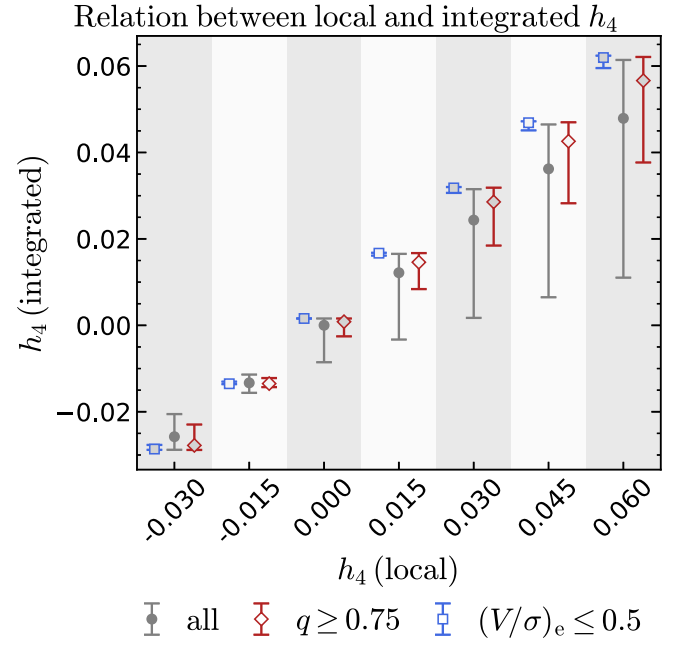 Relation between local and integrated h₄
0.06
0.04
0.02
0.00
−0.02
h₄ (integrated)
-0.030
-0.015
0.000
0.015
0.030
0.045
0.060
h₄ (local)
all
q ≥ 0.75
(V/σ)ₑ ≤ 0.5